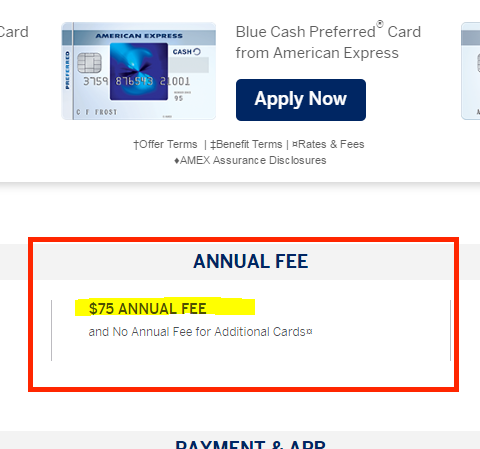 Card
Blue Cash Preferred® Card
from American Express
AMERICAN EXPRESS
PREFERRED
CASH
3759 876543 21001
95
C F FROST
Apply Now
†Offer Terms | ‡Benefit Terms | ¤Rates & Fees
♦AMEX Assurance Disclosures
ANNUAL FEE
$75 ANNUAL FEE
and No Annual Fee for Additional Cards¤
PAYMENT & APR